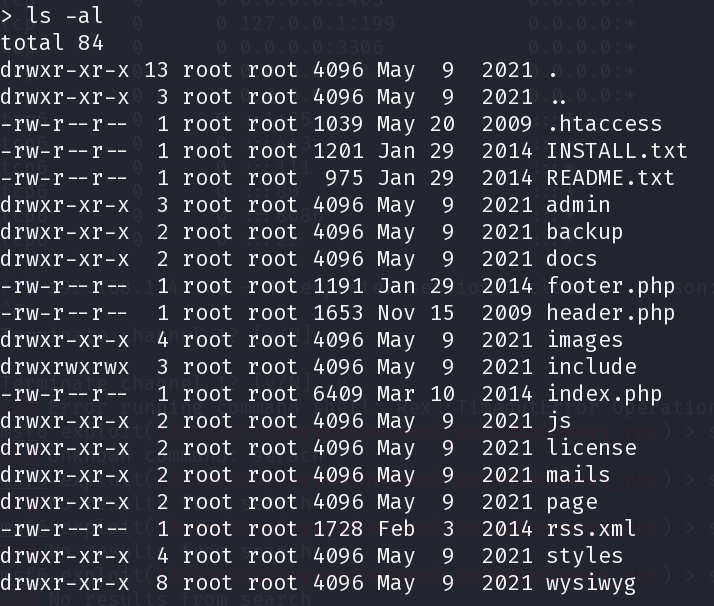 > ls -al
total 84
drwxr-xr-x 13 root root 4096 May  9  2021 .
drwxr-xr-x  3 root root 4096 May  9  2021 ..
-rw-r--r--  1 root root 1039 May 20  2009 .htaccess
-rw-r--r--  1 root root 1201 Jan 29  2014 INSTALL.txt
-rw-r--r--  1 root root  975 Jan 29  2014 README.txt
drwxr-xr-x  3 root root 4096 May  9  2021 admin
drwxr-xr-x  2 root root 4096 May  9  2021 backup
drwxr-xr-x  2 root root 4096 May  9  2021 docs
-rw-r--r--  1 root root 1191 Jan 29  2014 footer.php
-rw-r--r--  1 root root 1653 Nov 15  2009 header.php
drwxr-xr-x  4 root root 4096 May  9  2021 images
drwxrwxrwx  3 root root 4096 May  9  2021 include
-rw-r--r--  1 root root 6409 Mar 10  2014 index.php
drwxr-xr-x  2 root root 4096 May  9  2021 js
drwxr-xr-x  2 root root 4096 May  9  2021 license
drwxr-xr-x  2 root root 4096 May  9  2021 mails
drwxr-xr-x  2 root root 4096 May  9  2021 page
-rw-r--r--  1 root root 1728 Feb  3  2014 rss.xml
drwxr-xr-x  4 root root 4096 May  9  2021 styles
drwxr-xr-x  8 root root 4096 May  9  2021 wysiwyg